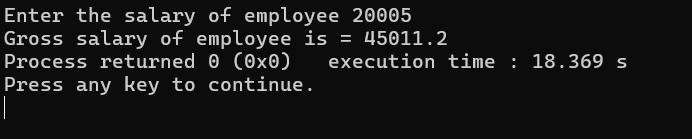 Enter the salary of employee 20005
Gross salary of employee is = 45011.2
Process returned 0 (0x0)   execution time : 18.369 s
Press any key to continue.